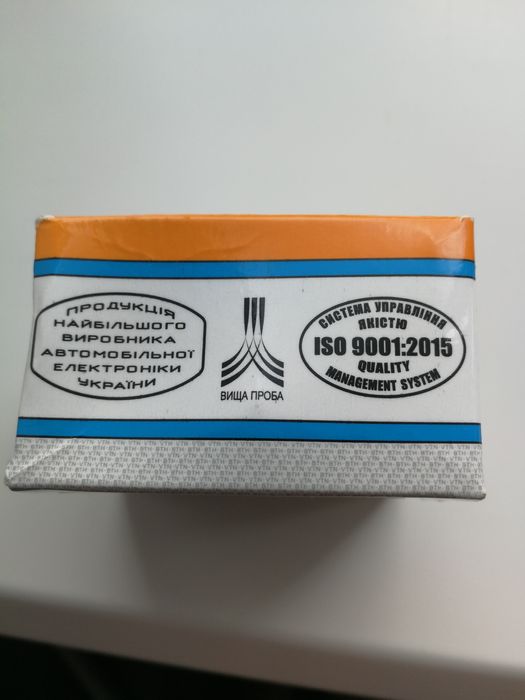 ПРОДУКЦІЯ
НАЙБІЛЬШОГО
ВИРОБНИКА
АВТОМОБІЛЬНОЇ
ЕЛЕКТРОНІКИ
УКРАЇНИ
ВИЩА ПРОБА
СИСТЕМА УПРАВЛІННЯ
ЯКІСТЮ
ISO 9001:2015
QUALITY
MANAGEMENT SYSTEM